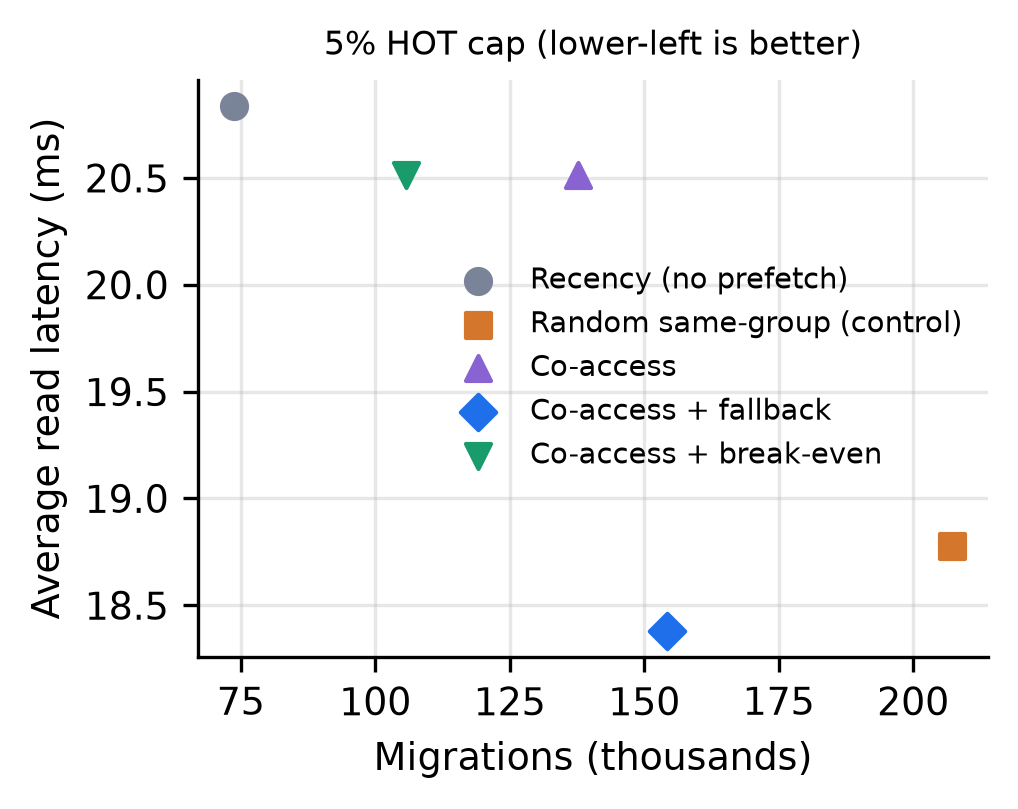 5% HOT cap (lower-left is better)
Average read latency (ms)
20.5
20.0
19.5
19.0
18.5
Recency (no prefetch)
Random same-group (control)
Co-access
Co-access + fallback
Co-access + break-even
75 100 125 150 175 200
Migrations (thousands)